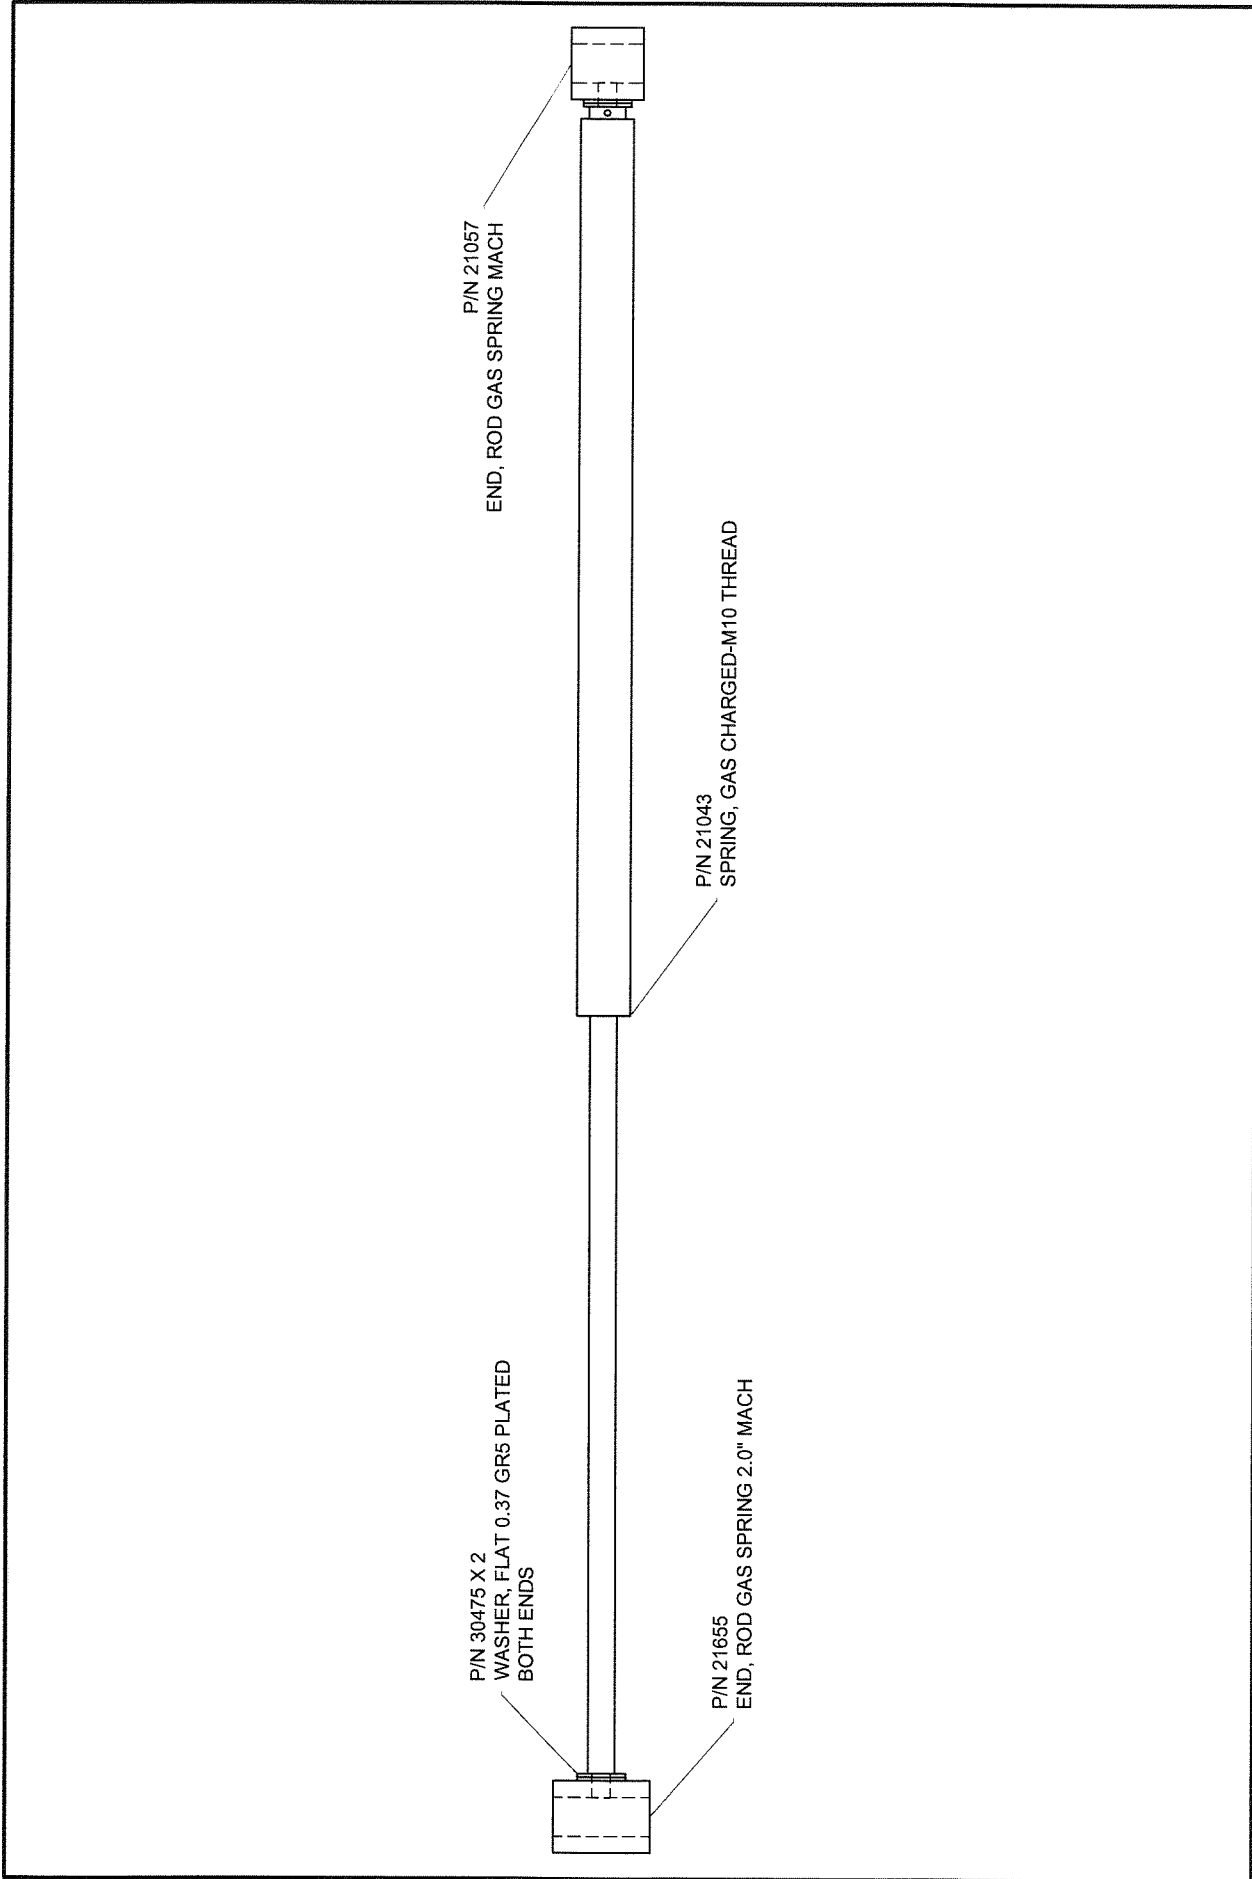 P/N 30475 X 2
WASHER, FLAT 0.37 GR5 PLATED
BOTH ENDS
P/N 21655
END, ROD GAS SPRING 2.0" MACH
P/N 21043
SPRING, GAS CHARGED-M10 THREAD
P/N 21057
END, ROD GAS SPRING MACH